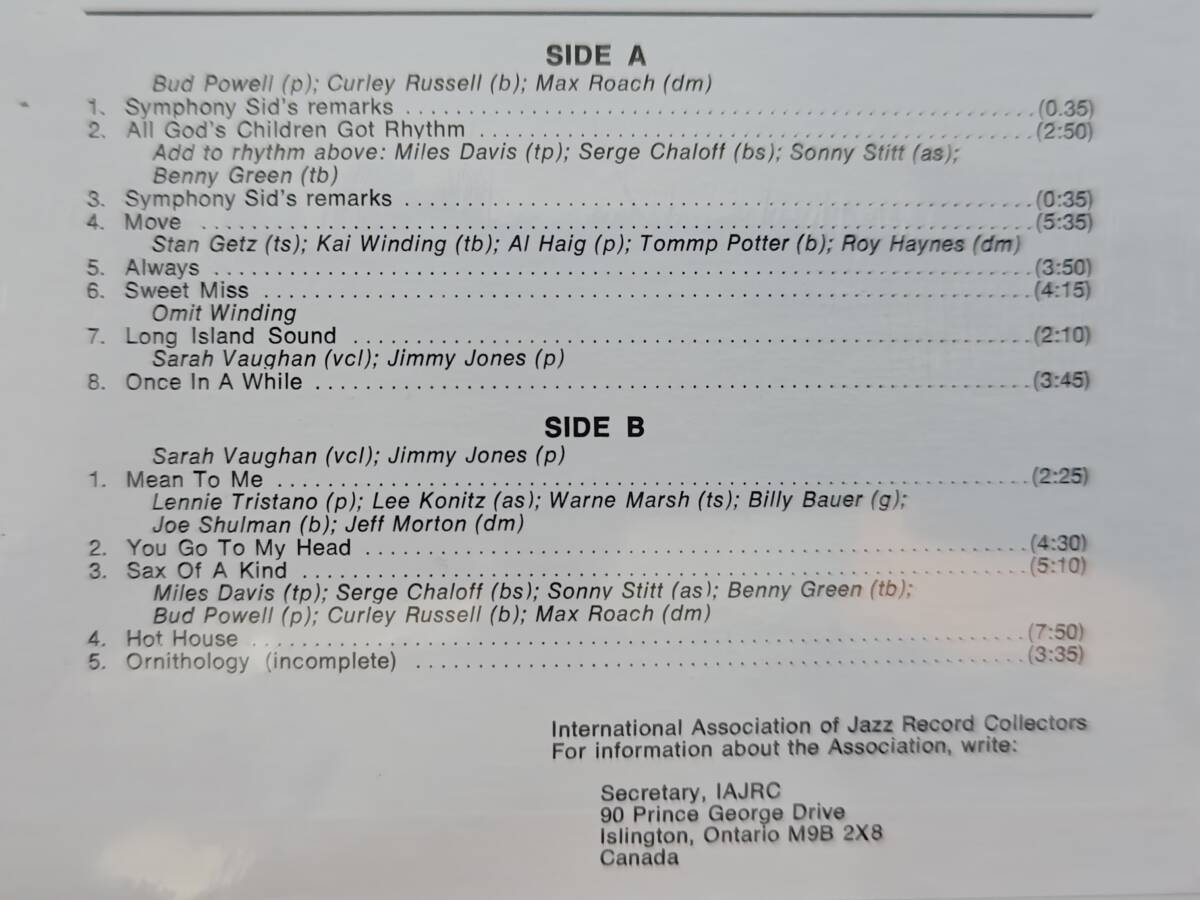 SIDE A
Bud Powell (p); Curley Russell (b); Max Roach (dm)
1. Symphony Sid's remarks (0.35)
2. All God's Children Got Rhythm (2:50)
Add to rhythm above: Miles Davis (tp); Serge Chaloff (bs); Sonny Stitt (as);
Benny Green (tb)
3. Symphony Sid's remarks (0:35)
4. Move (5:35)
Stan Getz (ts); Kai Winding (tb); Al Haig (p); Tommp Potter (b); Roy Haynes (dm)
5. Always (3:50)
6. Sweet Miss (4:15)
Omit Winding
7. Long Island Sound (2:10)
Sarah Vaughan (vcl); Jimmy Jones (p)
8. Once In A While (3:45)
SIDE B
Sarah Vaughan (vcl); Jimmy Jones (p)
1. Mean To Me (2:25)
Lennie Tristano (p); Lee Konitz (as); Warne Marsh (ts); Billy Bauer (g);
Joe Shulman (b); Jeff Morton (dm)
2. You Go To My Head (4:30)
3. Sax Of A Kind (5:10)
Miles Davis (tp); Serge Chaloff (bs); Sonny Stitt (as); Benny Green (tb);
Bud Powell (p); Curley Russell (b); Max Roach (dm)
4. Hot House (7:50)
5. Ornithology (incomplete) (3:35)
International Association of Jazz Record Collectors
For information about the Association, write:
Secretary, IAJRC
90 Prince George Drive
Islington, Ontario M9B 2X8
Canada